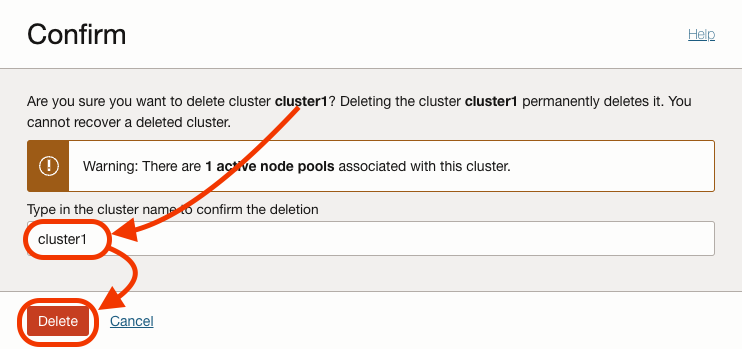 Confirm
Help
Are you sure you want to delete cluster cluster1? Deleting the cluster cluster1 permanently deletes it. You
cannot recover a deleted cluster.
Warning: There are 1 active node pools associated with this cluster.
Type in the cluster name to confirm the deletion
cluster1
Delete
Cancel